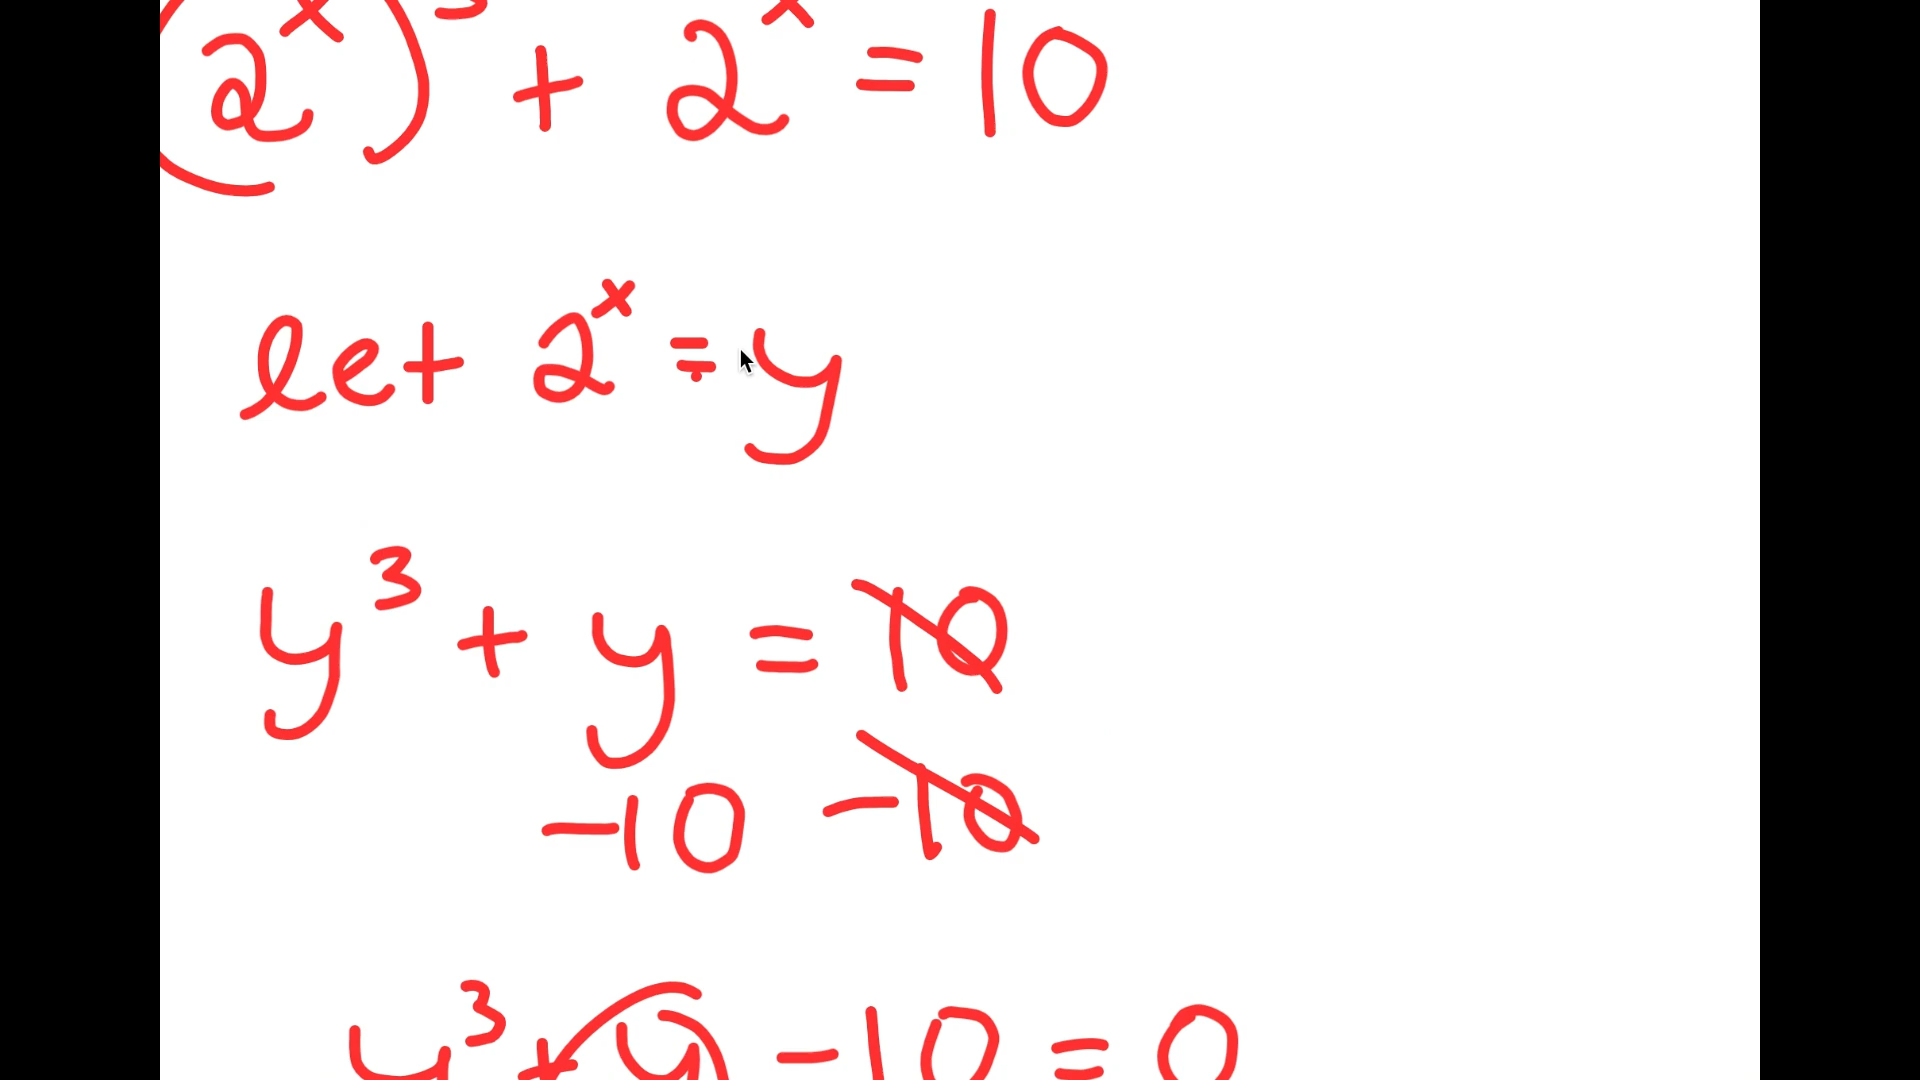 (2^x)^3 + 2^x = 10
let 2^x = y
y^3 + y = 10
-10 -10
y^3 + y - 10 = 0